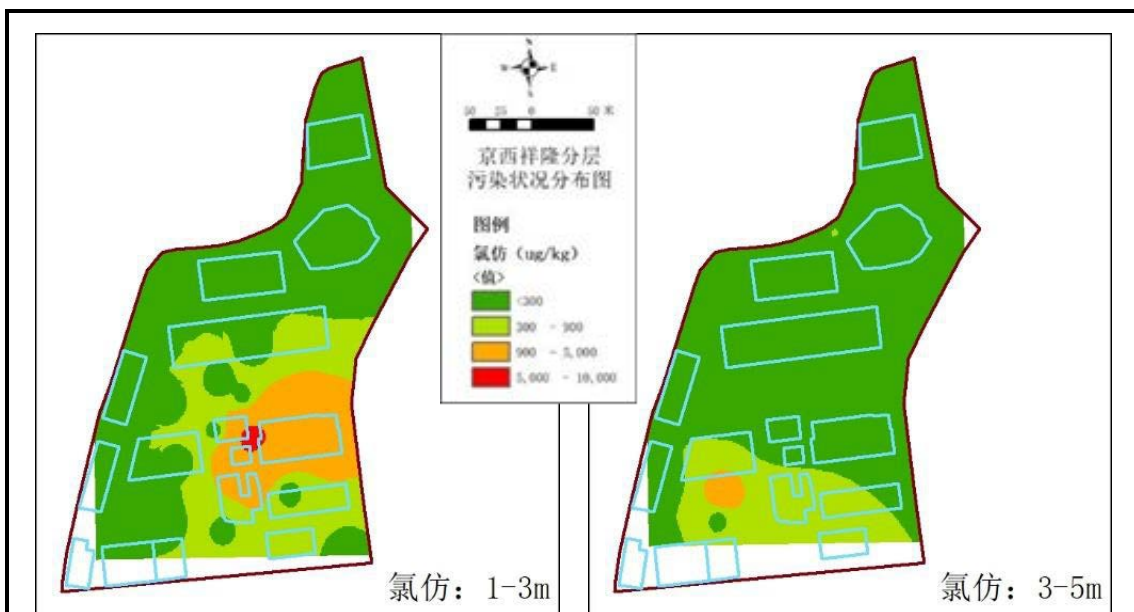 W E
50 25 0 50 米
京西祥隆分层
污染状况分布图
图例
氯仿（ug/kg）
<值>
<300
300 - 900
900 - 5,000
5,000 - 10,000
氯仿：1-3m
氯仿：3-5m